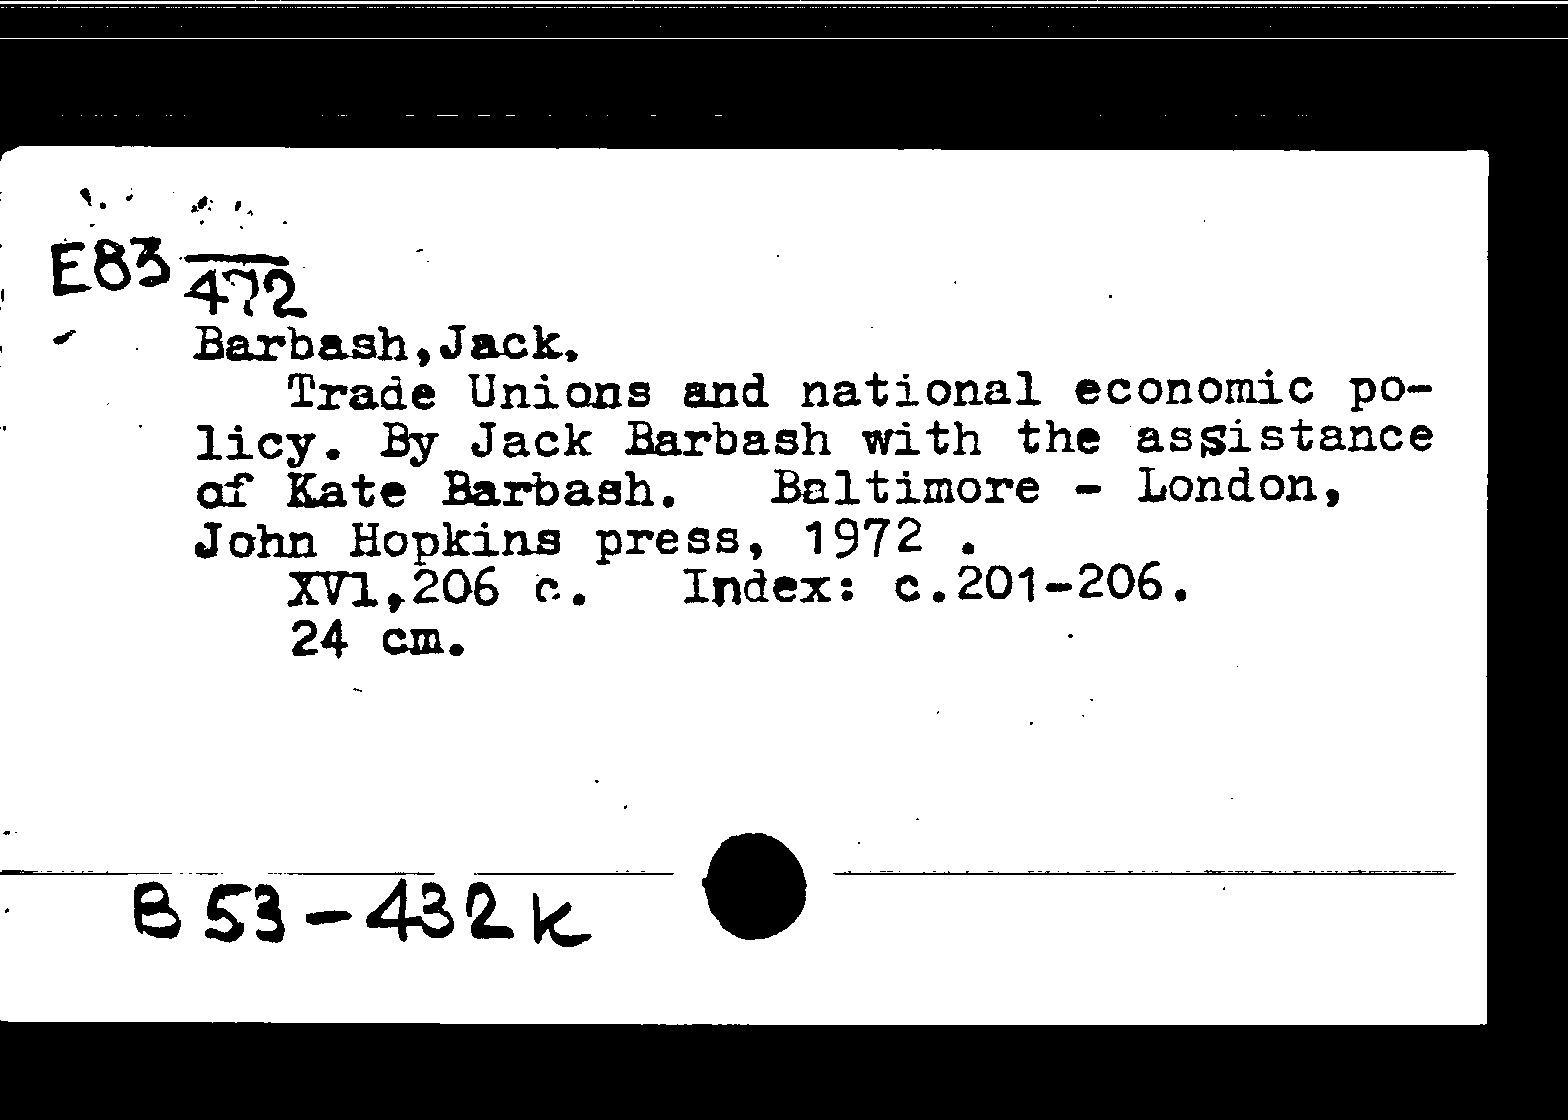 E83 472
Barbash,Jack.
Trade Unions and national economic po-
licy. By Jack Barbash with the assistance
of Kate Barbash. Baltimore - London,
John Hopkins press, 1972 .
XVl,206 c. Index: c.201-206.
24 cm.
B 53-432 k